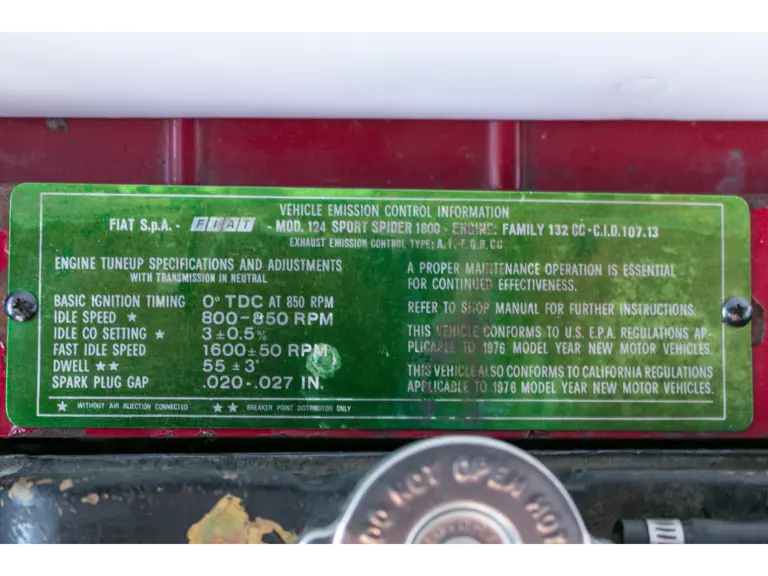 VEHICLE EMISSION CONTROL INFORMATION
FIAT S.p.A. - FIAT - MOD. 124 SPORT SPIDER 1800 - ENGINE: FAMILY 132 CC - C.I.D. 107.13
EXHAUST EMISSION CONTROL TYPE: A.I.-E.G.R. CC
ENGINE TUNEUP SPECIFICATIONS AND ADJUSTMENTS
WITH TRANSMISSION IN NEUTRAL
BASIC IGNITION TIMING 0° TDC AT 850 RPM
IDLE SPEED ★ 800-850 RPM
IDLE CO SETTING ★ 3±0.5%
FAST IDLE SPEED 1600±50 RPM
DWELL ★★ 55±3°
SPARK PLUG GAP .020-.027 IN.
★ WITHOUT AIR INJECTION CONNECTED ★★ BREAKER POINT DISTRIBUTOR ONLY
A PROPER MAINTENANCE OPERATION IS ESSENTIAL
FOR CONTINUED EFFECTIVENESS.
REFER TO SHOP MANUAL FOR FURTHER INSTRUCTIONS.
THIS VEHICLE CONFORMS TO U.S. E.P.A. REGULATIONS AP-
PLICABLE TO 1976 MODEL YEAR NEW MOTOR VEHICLES.
THIS VEHICLE ALSO CONFORMS TO CALIFORNIA REGULATIONS
APPLICABLE TO 1976 MODEL YEAR NEW MOTOR VEHICLES.
DO NOT OPEN HOT